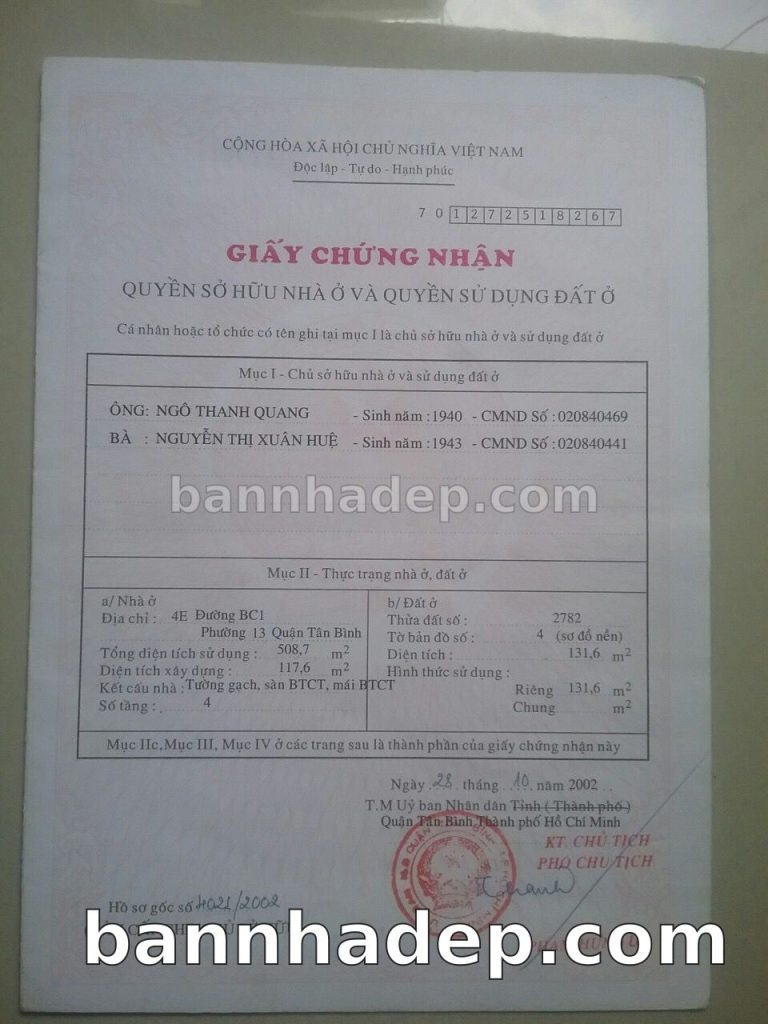 CỘNG HÒA XÃ HỘI CHỦ NGHĨA VIỆT NAM
Độc lập - Tự do - Hạnh phúc
7 0 1 2 7 2 5 1 8 2 6 7
GIẤY CHỨNG NHẬN
QUYỀN SỞ HỮU NHÀ Ở VÀ QUYỀN SỬ DỤNG ĐẤT Ở
Cá nhân hoặc tổ chức có tên ghi tại mục I là chủ sở hữu nhà ở và sử dụng đất ở
Mục I - Chủ sở hữu nhà ở và sử dụng đất ở
ÔNG: NGÔ THANH QUANG - Sinh năm : 1940 - CMND Số : 020840469
BÀ : NGUYỄN THỊ XUÂN HUỆ - Sinh năm : 1943 - CMND Số : 020840441
bannhadep.com
Mục II - Thực trạng nhà ở, đất ở
a/ Nhà ở
Địa chỉ : 4E Đường BC1
Phường 13 Quận Tân Bình
Tổng diện tích sử dụng : 508,7 m2
Diện tích xây dựng : 117,6 m2
Kết cấu nhà : Tường gạch, sàn BTCT, mái BTCT
Số tầng : 4
b/ Đất ở
Thửa đất số : 2782
Tờ bản đồ số : 4 (sơ đồ nền)
Diện tích : 131,6 m2
Hình thức sử dụng :
Riêng 131,6 m2
Chung m2
Mục IIc, Mục III, Mục IV ở các trang sau là thành phần của giấy chứng nhận này
Ngày 28 tháng 10 năm 2002
T.M Uỷ ban Nhân dân Tỉnh ( Thành phố )
Quận Tân Bình, Thành phố Hồ Chí Minh
KT. CHỦ TỊCH
PHÓ CHỦ TỊCH
Hồ sơ gốc số 4021/2002
bannhadep.com